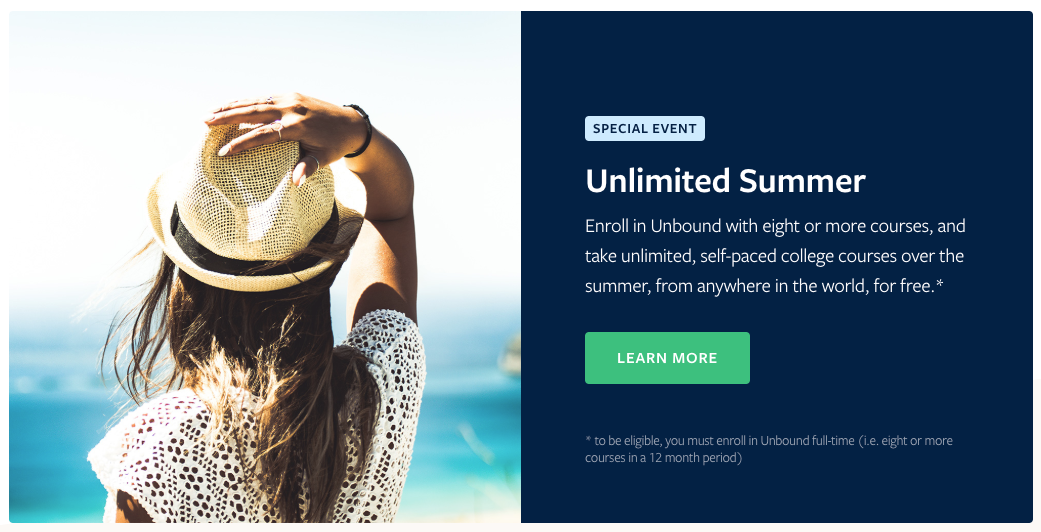 SPECIAL EVENT
Unlimited Summer
Enroll in Unbound with eight or more courses, and
take unlimited, self-paced college courses over the
summer, from anywhere in the world, for free.*
LEARN MORE
* to be eligible, you must enroll in Unbound full-time (i.e. eight or more
courses in a 12 month period)